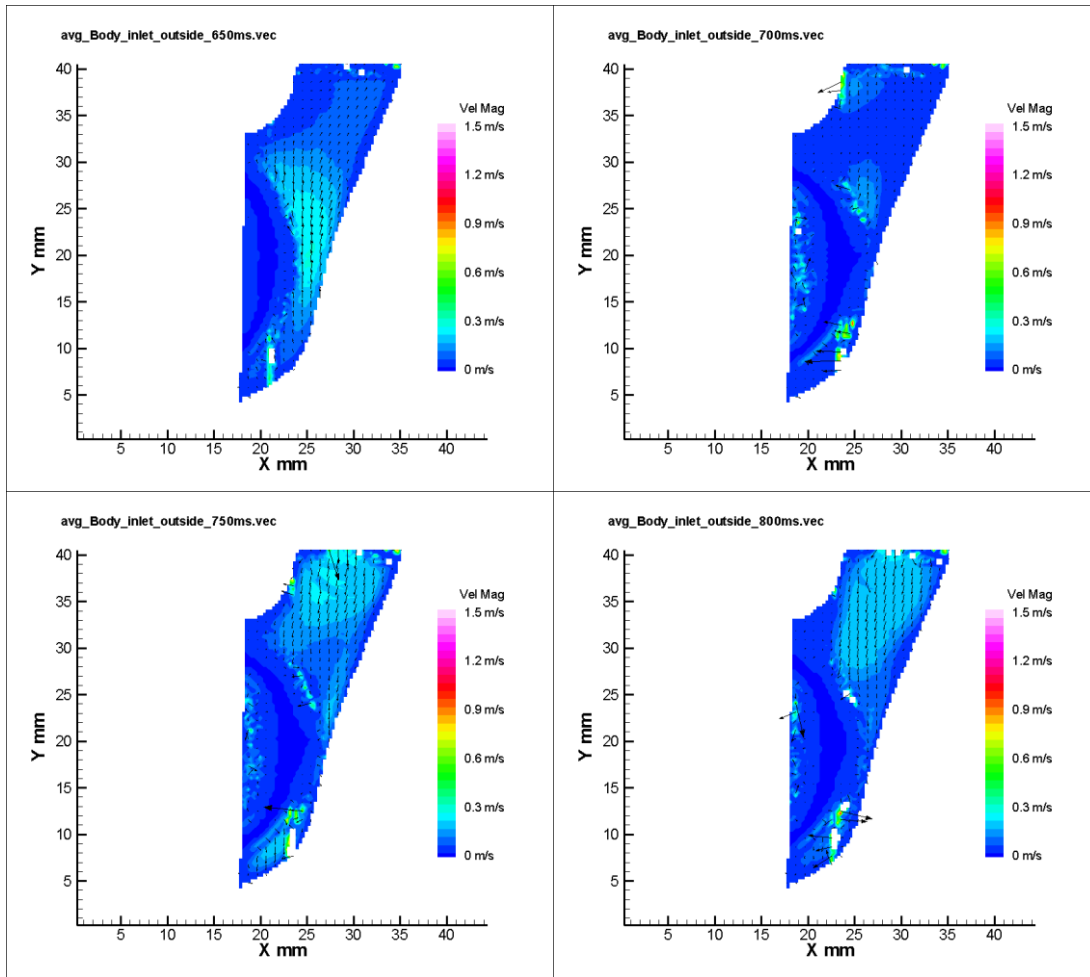 avg_Body_inlet_outside_650ms.vec
40
35
30
25
20
15
10
5
Y mm
5 10 15 20 25 30 35 40
X mm
Vel Mag
1.5 m/s
1.2 m/s
0.9 m/s
0.6 m/s
0.3 m/s
0 m/s
avg_Body_inlet_outside_700ms.vec
40
35
30
25
20
15
10
5
Y mm
5 10 15 20 25 30 35 40
X mm
Vel Mag
1.5 m/s
1.2 m/s
0.9 m/s
0.6 m/s
0.3 m/s
0 m/s
avg_Body_inlet_outside_750ms.vec
40
35
30
25
20
15
10
5
Y mm
5 10 15 20 25 30 35 40
X mm
Vel Mag
1.5 m/s
1.2 m/s
0.9 m/s
0.6 m/s
0.3 m/s
0 m/s
avg_Body_inlet_outside_800ms.vec
40
35
30
25
20
15
10
5
Y mm
5 10 15 20 25 30 35 40
X mm
Vel Mag
1.5 m/s
1.2 m/s
0.9 m/s
0.6 m/s
0.3 m/s
0 m/s